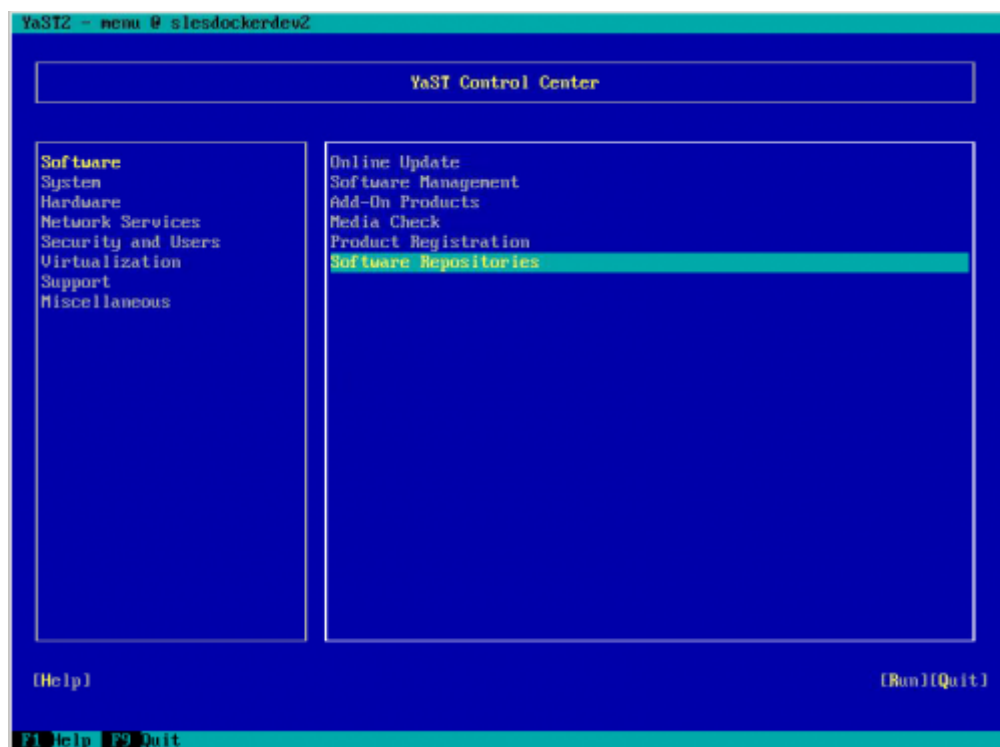 YaST2 - menu @ slesdockerdev2
YaST Control Center
Software
System
Hardware
Network Services
Security and Users
Virtualization
Support
Miscellaneous
Online Update
Software Management
Add-On Products
Media Check
Product Registration
Software Repositories
[Help] [Run][Quit]
F1 Help F9 Quit